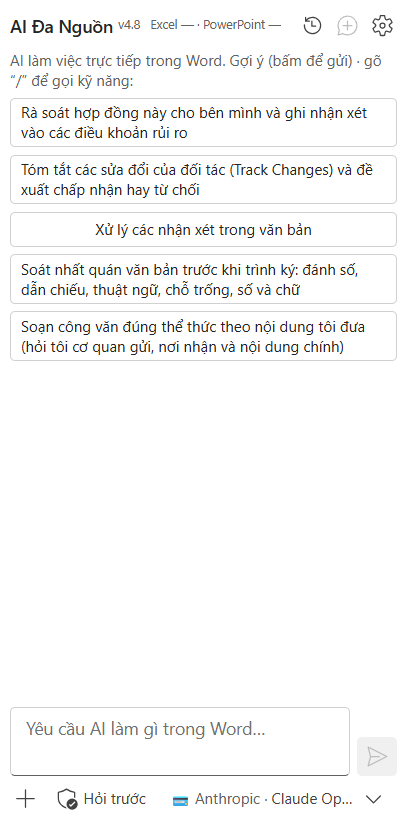 AI Đa Nguồn v4.8 Excel — · PowerPoint —
AI làm việc trực tiếp trong Word. Gợi ý (bấm để gửi) · gõ
“/” để gọi kỹ năng:
Rà soát hợp đồng này cho bên mình và ghi nhận xét
vào các điều khoản rủi ro
Tóm tắt các sửa đổi của đối tác (Track Changes) và đề
xuất chấp nhận hay từ chối
Xử lý các nhận xét trong văn bản
Soát nhất quán văn bản trước khi trình ký: đánh số,
dẫn chiếu, thuật ngữ, chỗ trống, số và chữ
Soạn công văn đúng thể thức theo nội dung tôi đưa
(hỏi tôi cơ quan gửi, nơi nhận và nội dung chính)
Yêu cầu AI làm gì trong Word...
Hỏi trước Anthropic · Claude Op...